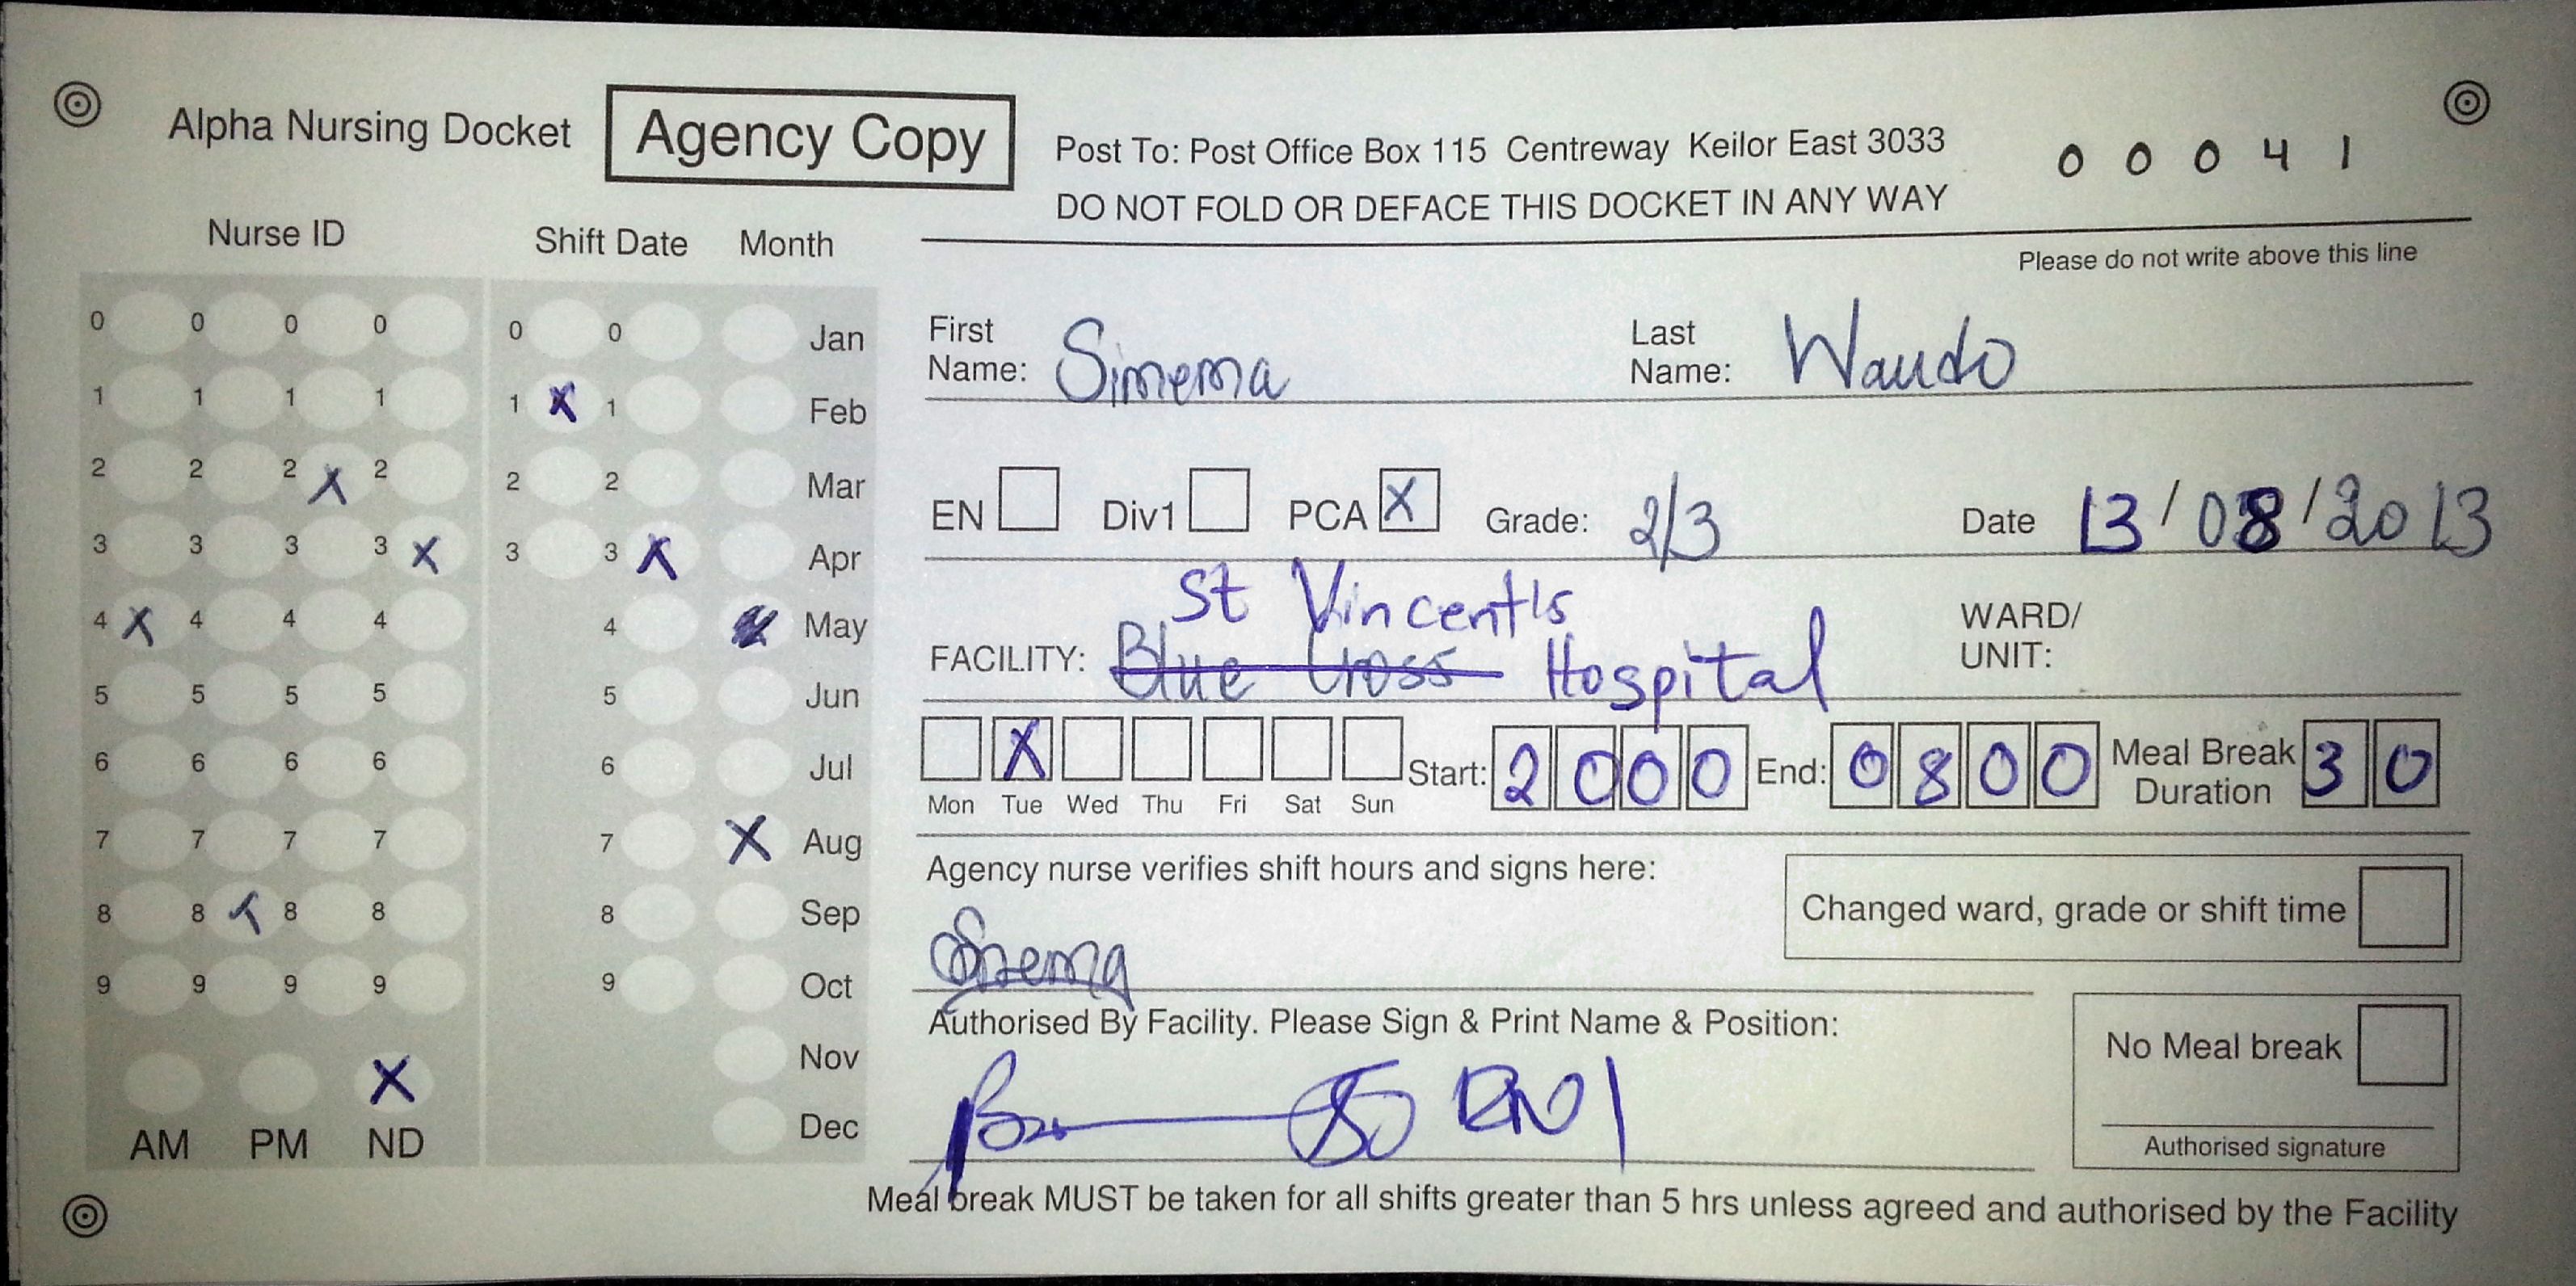 Alpha Nursing Docket Agency Copy Post To: Post Office Box 115 Centreway Keilor East 3033 0 0 0 4 1
DO NOT FOLD OR DEFACE THIS DOCKET IN ANY WAY
Please do not write above this line
Nurse ID Shift Date Month
0 0 0 0 0 0 Jan
1 1 1 1 1 X 1 Feb
2 2 2 X 2 2 2 Mar
3 3 3 3 X 3 3 X Apr
4 X 4 4 4 4 May
5 5 5 5 5 Jun
6 6 6 6 6 Jul
7 7 7 7 7 X Aug
8 8 X 8 8 8 Sep
9 9 9 9 9 Oct
Nov
Dec
X
AM PM ND
First Name: Simema Last Name: Waudo
EN Div1 PCA X Grade: 2/3 Date 13/08/2013
St Vincent's
FACILITY: Blue Cross Hospital WARD/
UNIT:
X
Mon Tue Wed Thu Fri Sat Sun Start: 2000 End: 0800 Meal Break Duration 30
Agency nurse verifies shift hours and signs here:
Changed ward, grade or shift time
Authorised By Facility. Please Sign & Print Name & Position:
RN1
No Meal break
Authorised signature
Meal break MUST be taken for all shifts greater than 5 hrs unless agreed and authorised by the Facility